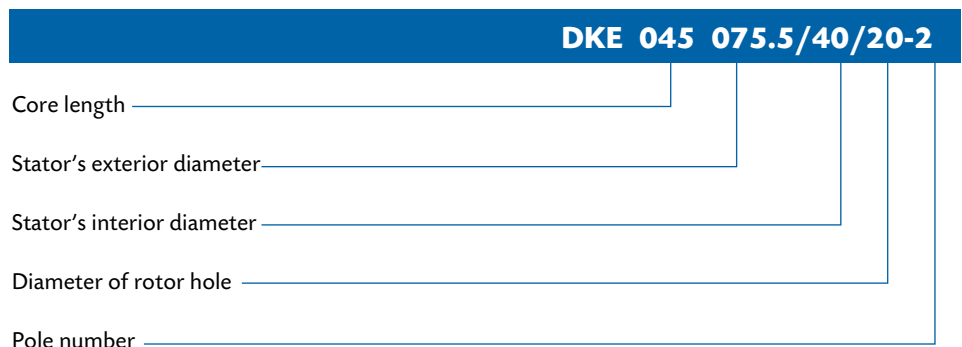 DKE 045 075.5/40/20-2
Core length
Stator’s exterior diameter
Stator’s interior diameter
Diameter of rotor hole
Pole number